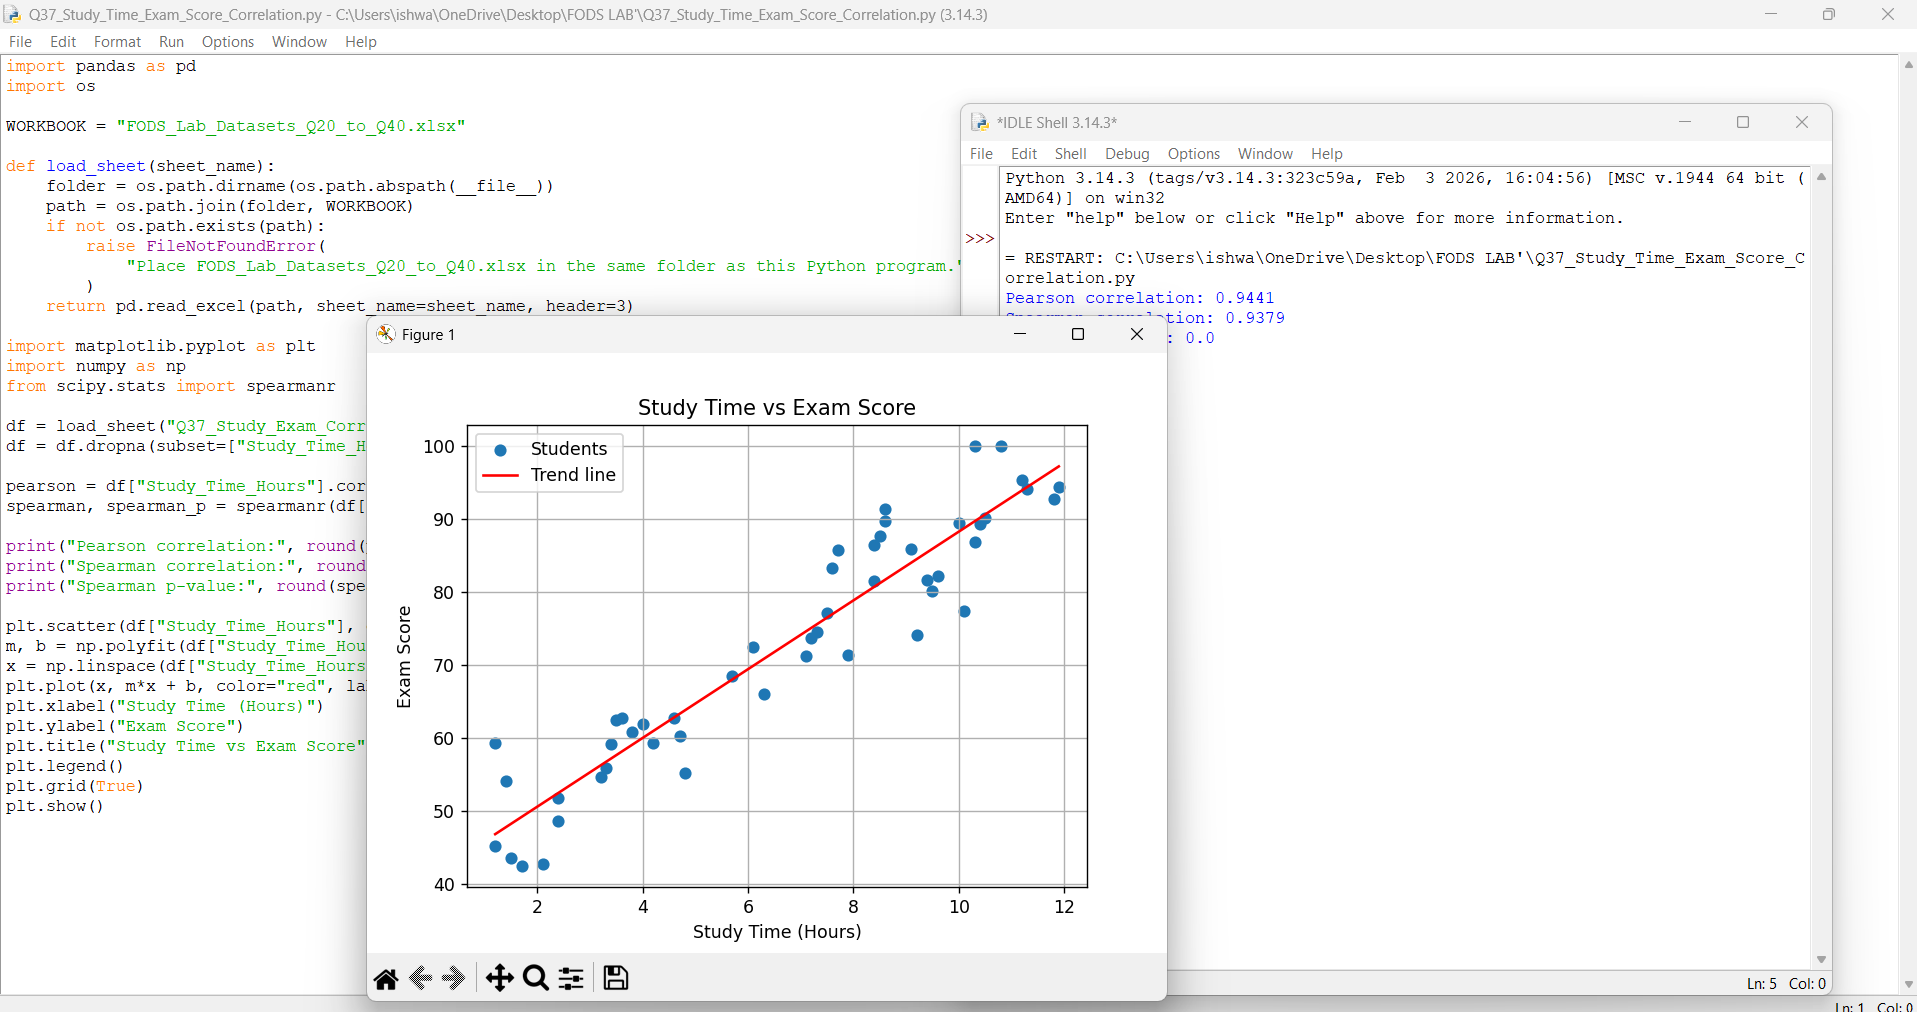 Q37_Study_Time_Exam_Score_Correlation.py - C:\Users\ishwa\OneDrive\Desktop\FODS LAB'\Q37_Study_Time_Exam_Score_Correlation.py (3.14.3)
File Edit Format Run Options Window Help
import pandas as pd
import os
WORKBOOK = "FODS_Lab_Datasets_Q20_to_Q40.xlsx"
def load_sheet(sheet_name):
    folder = os.path.dirname(os.path.abspath(__file__))
    path = os.path.join(folder, WORKBOOK)
    if not os.path.exists(path):
        raise FileNotFoundError(
            "Place FODS_Lab_Datasets_Q20_to_Q40.xlsx in the same folder as this Python program.
        )
    return pd.read_excel(path, sheet_name=sheet_name, header=3)
import matplotlib.pyplot as plt
import numpy as np
from scipy.stats import spearmanr
df = load_sheet("Q37_Study_Exam_Corr
df = df.dropna(subset=["Study_Time_H
pearson = df["Study_Time_Hours"].cor
spearman, spearman_p = spearmanr(df[
print("Pearson correlation:", round(
print("Spearman correlation:", round
print("Spearman p-value:", round(spe
plt.scatter(df["Study_Time_Hours"],
m, b = np.polyfit(df["Study_Time_Hou
x = np.linspace(df["Study_Time_Hours
plt.plot(x, m*x + b, color="red", la
plt.xlabel("Study Time (Hours)")
plt.ylabel("Exam Score")
plt.title("Study Time vs Exam Score"
plt.legend()
plt.grid(True)
plt.show()
*IDLE Shell 3.14.3*
File Edit Shell Debug Options Window Help
Python 3.14.3 (tags/v3.14.3:323c59a, Feb  3 2026, 16:04:56) [MSC v.1944 64 bit (
AMD64)] on win32
Enter "help" below or click "Help" above for more information.
>>>
= RESTART: C:\Users\ishwa\OneDrive\Desktop\FODS LAB'\Q37_Study_Time_Exam_Score_C
orrelation.py
Pearson correlation: 0.9441
tion: 0.9379
: 0.0
Figure 1
Study Time vs Exam Score
Students
Trend line
100
90
80
70
60
50
40
Exam Score
2 4 6 8 10 12
Study Time (Hours)
Ln: 5 Col: 0
Ln: 1 Col: 0